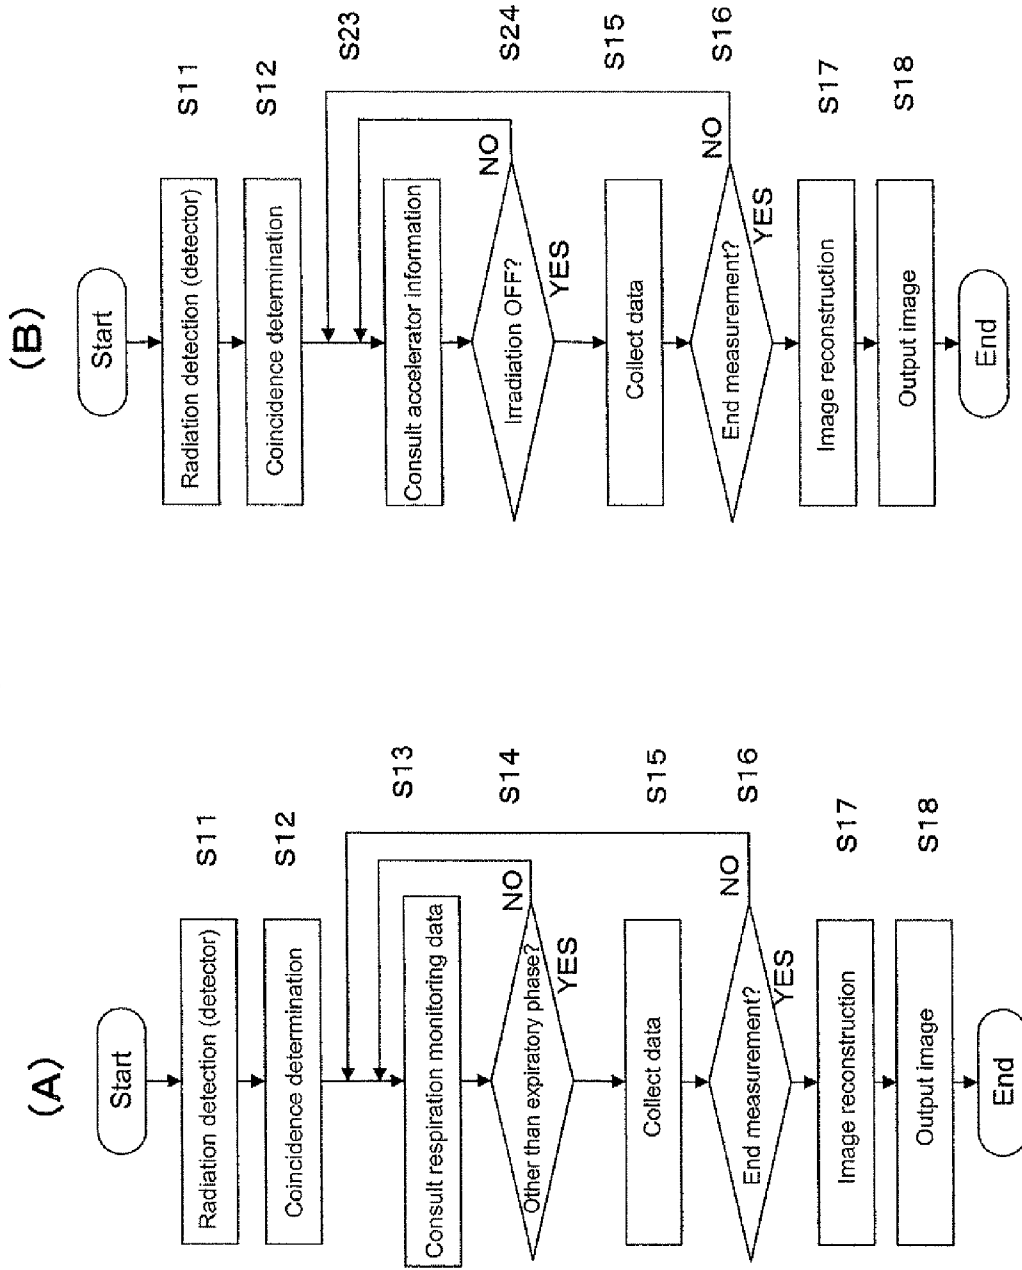 (A)
Start
Radiation detection (detector)
S11
Coincidence determination
S12
Consult respiration monitoring data
S13
Other than expiratory phase?
S14
NO
YES
Collect data
S15
End measurement?
S16
NO
YES
Image reconstruction
S17
Output image
S18
End
(B)
Start
Radiation detection (detector)
S11
Coincidence determination
S12
Consult accelerator information
S23
Irradiation OFF?
S24
NO
YES
Collect data
S15
End measurement?
S16
NO
YES
Image reconstruction
S17
Output image
S18
End